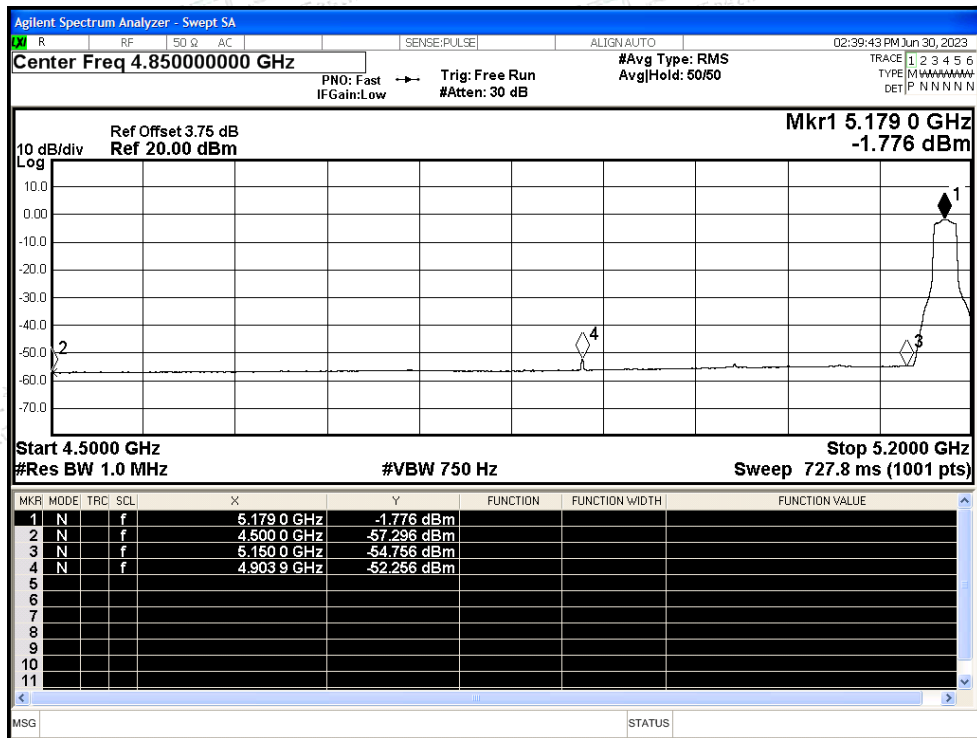 Agilent Spectrum Analyzer - Swept SA
LXI R RF 50 Ω AC SENSE:PULSE ALIGN AUTO 02:39:43 PM Jun 30, 2023
Center Freq 4.850000000 GHz #Avg Type: RMS TRACE 1 2 3 4 5 6
PNO: Fast Trig: Free Run Avg|Hold: 50/50 TYPE M WWWWW
IFGain:Low #Atten: 30 dB DET P N N N N N
Mkr1 5.179 0 GHz
Ref Offset 3.75 dB
10 dB/div Ref 20.00 dBm -1.776 dBm
Log
10.0
1
0.00
-10.0
-20.0
-30.0
-40.0
4
3
2
-50.0
-60.0
-70.0
Start 4.5000 GHz Stop 5.2000 GHz
#Res BW 1.0 MHz #VBW 750 Hz Sweep 727.8 ms (1001 pts)
MKR MODE TRC SCL X Y FUNCTION FUNCTION WIDTH FUNCTION VALUE
1 N f 5.179 0 GHz -1.776 dBm
2 N f 4.500 0 GHz -57.296 dBm
3 N f 5.150 0 GHz -54.756 dBm
4 N f 4.903 9 GHz -52.256 dBm
5
6
7
8
9
10
11
MSG STATUS